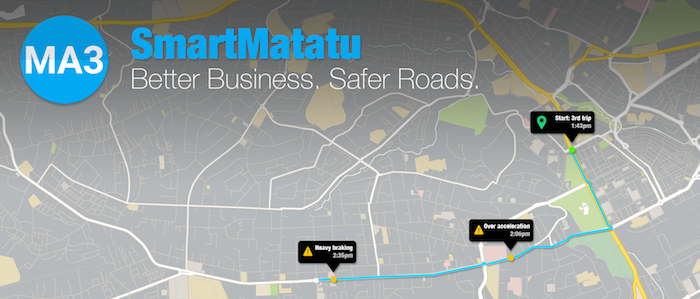 MA3
SmartMatatu
Better Business. Safer Roads.
Start: 3rd trip
1:43pm
Over acceleration
2:06pm
Heavy braking
2:35pm